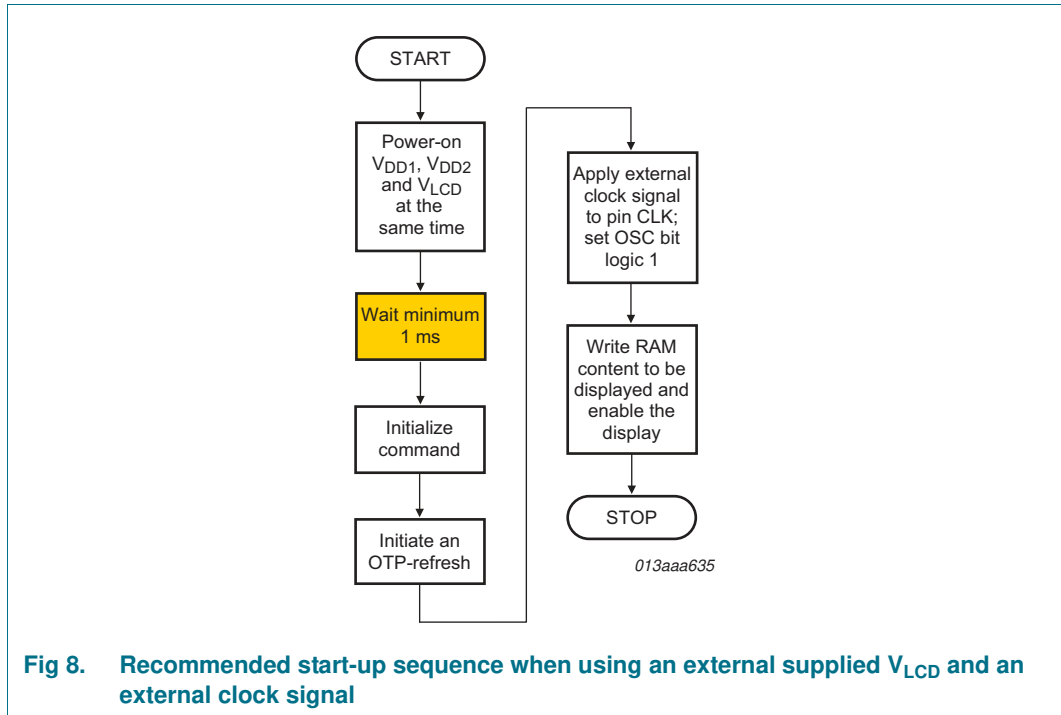 START
Power-on
VDD1, VDD2
and VLCD
at the
same time
Wait minimum
1 ms
Initialize
command
Initiate an
OTP-refresh
Apply external
clock signal
to pin CLK;
set OSC bit
logic 1
Write RAM
content to be
displayed and
enable the
display
STOP
013aaa635
Fig 8. Recommended start-up sequence when using an external supplied VLCD and an
external clock signal